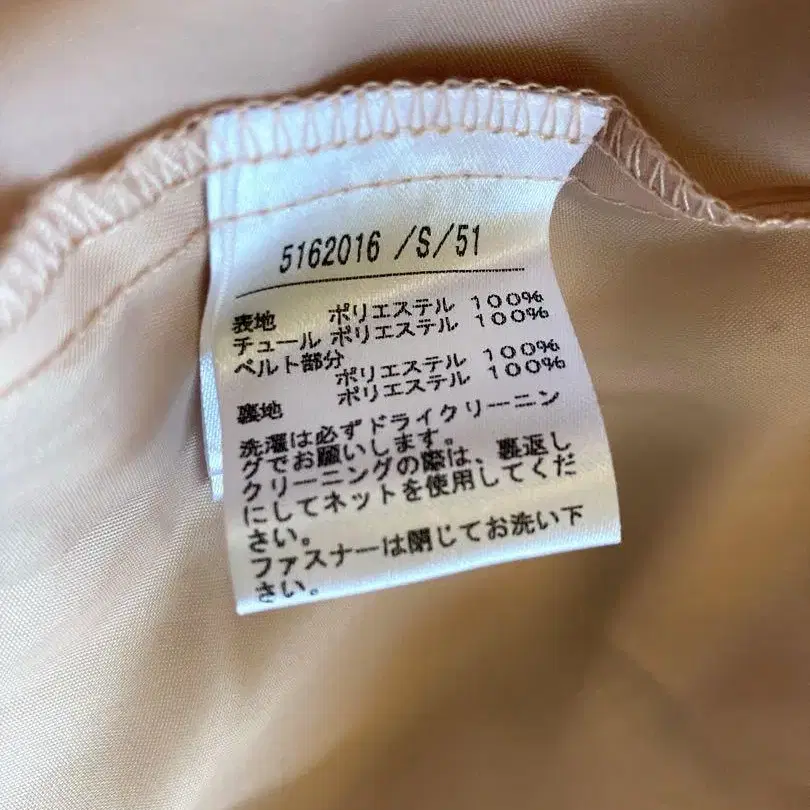 5162016 /S/51
表地 ポリエステル 100%
チュール ポリエステル 100%
ベルト部分
ポリエステル 100%
裏地 ポリエステル 100%
洗濯は必ずドライクリーニン
グでお願いします。
クリーニングの際は、裏返し
にしてネットを使用してくだ
さい。
ファスナーは閉じてお洗い下
さい。